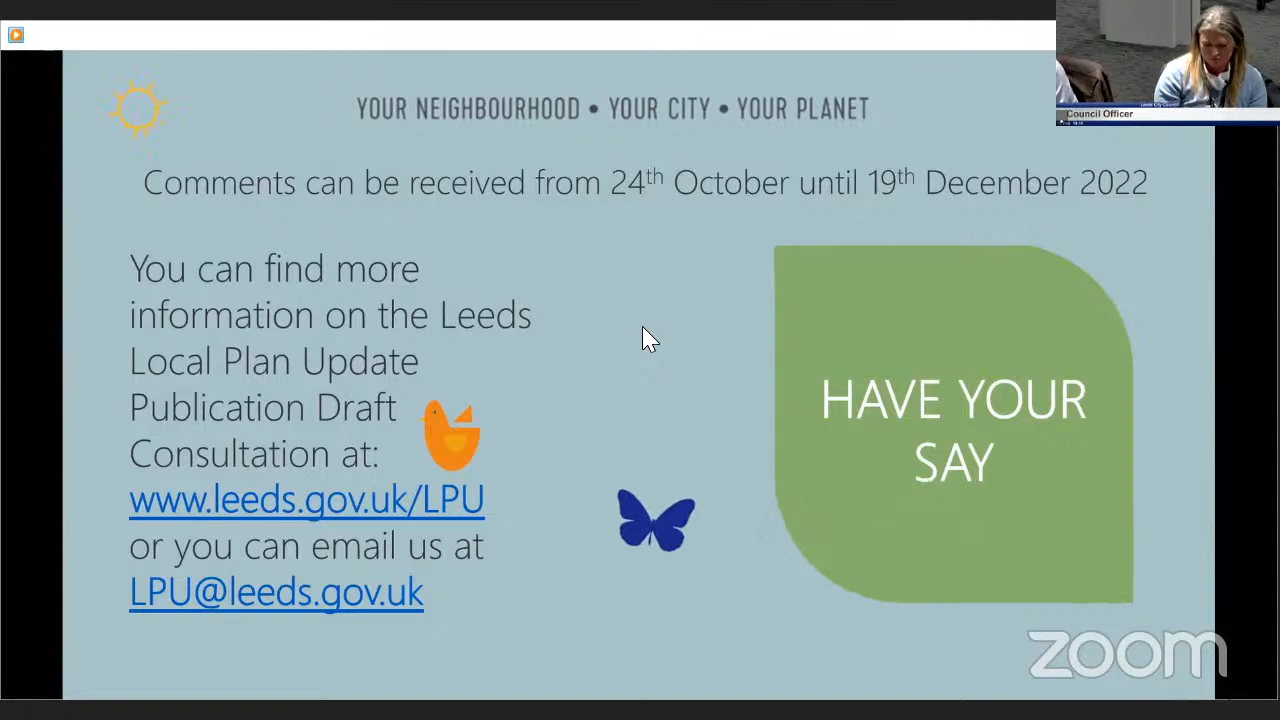 YOUR NEIGHBOURHOOD • YOUR CITY • YOUR PLANET
Council Officer
Comments can be received from 24th October until 19th December 2022
You can find more
information on the Leeds
Local Plan Update
Publication Draft
Consultation at:
www.leeds.gov.uk/LPU
or you can email us at
LPU@leeds.gov.uk
HAVE YOUR
SAY
zoom